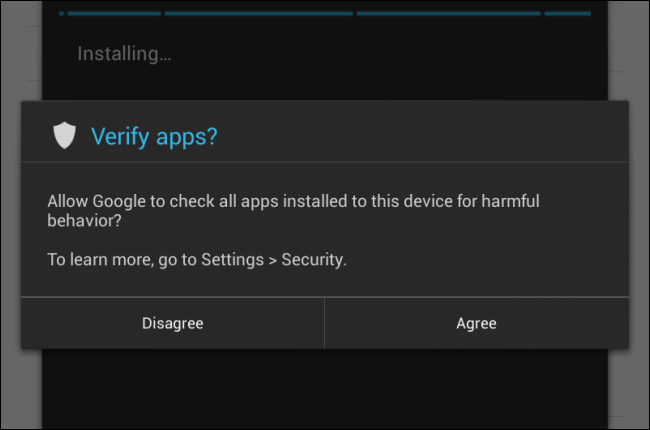 Installing...
Verify apps?
Allow Google to check all apps installed to this device for harmful
behavior?
To learn more, go to Settings > Security.
Disagree
Agree